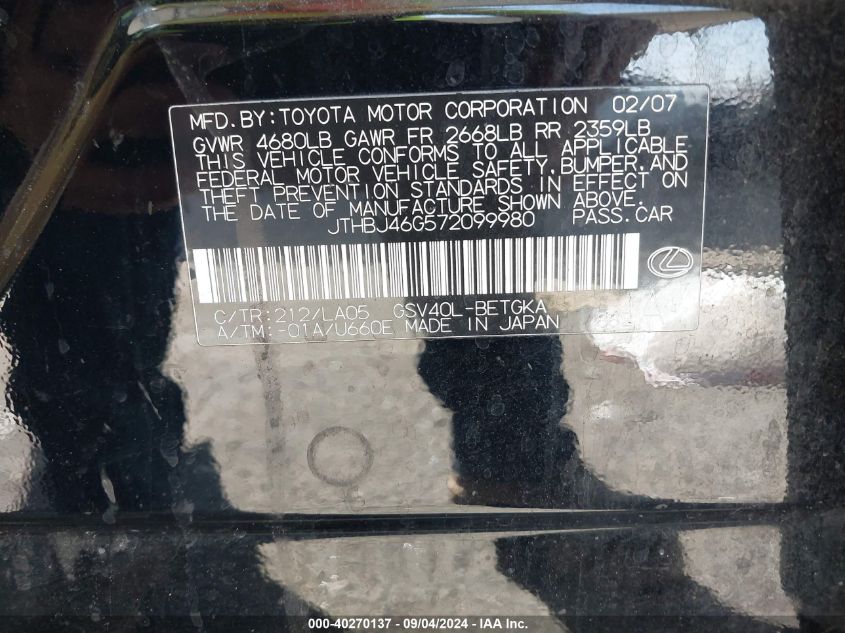 MFD.BY:TOYOTA MOTOR CORPORATION 02/07
GVWR 4680LB GAWR FR 2668LB RR 2359LB
THIS VEHICLE CONFORMS TO ALL APPLICABLE
FEDERAL MOTOR VEHICLE SAFETY,BUMPER,AND
THEFT PREVENTION STANDARDS IN EFFECT ON
THE DATE OF MANUFACTURE SHOWN ABOVE.
JTHBJ46G572099980 PASS.CAR
C/TR:212/LA05 GSV40L-BETGKA
A/TM:-01A/U660E MADE IN JAPAN
000-40270137 - 09/04/2024 - IAA Inc.